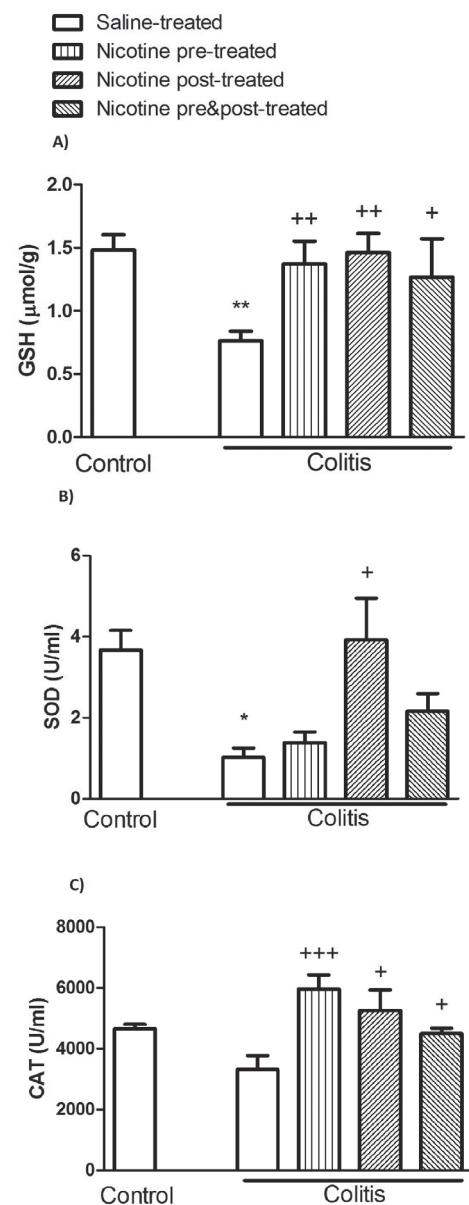 Saline-treated
Nicotine pre-treated
Nicotine post-treated
Nicotine pre&post-treated
A)
GSH (μmol/g)
2.0
1.5
1.0
0.5
0.0
**
++
++
+
Control
Colitis
B)
SOD (U/ml)
6
4
2
0
*
+
Control
Colitis
C)
CAT (U/ml)
8000
6000
4000
2000
0
+++
+
+
Control
Colitis